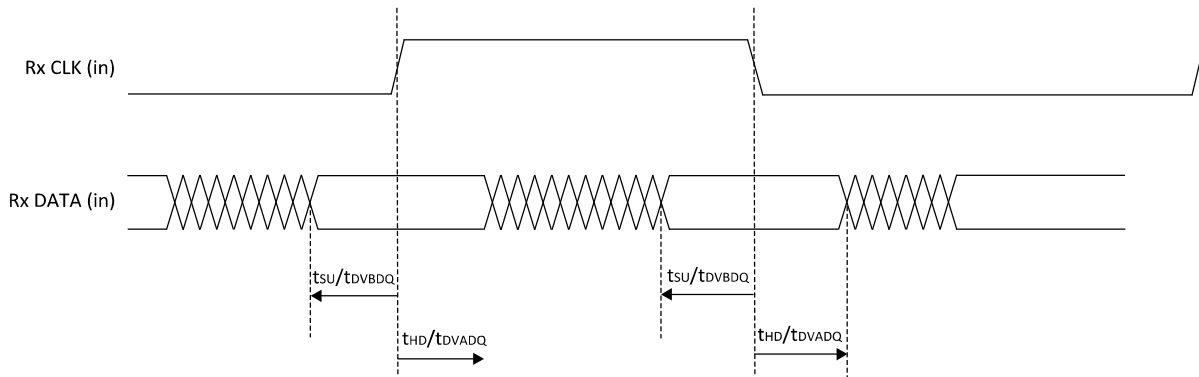 Rx CLK (in)
Rx DATA (in)
tSU/tDVBDQ
tSU/tDVBDQ
tHD/tDVADQ
tHD/tDVADQ